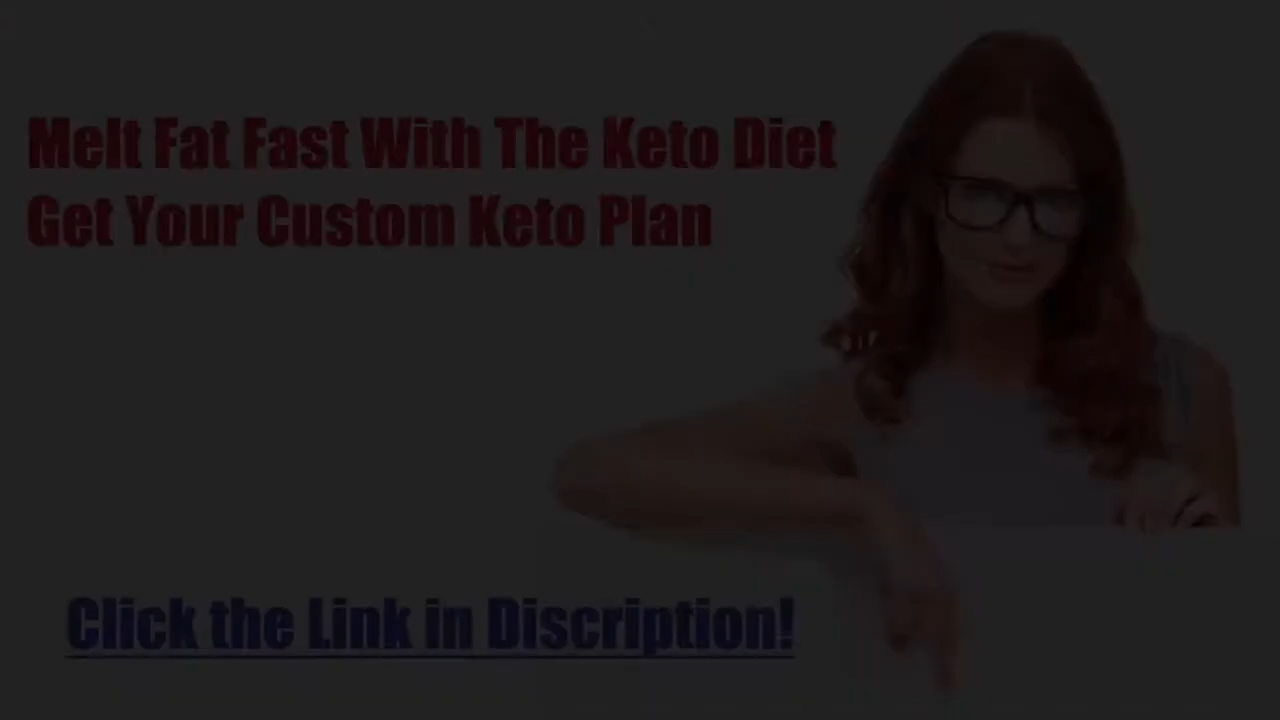 Melt Fat Fast With The Keto Diet
Get Your Custom Keto Plan
Click the Link in Discription!